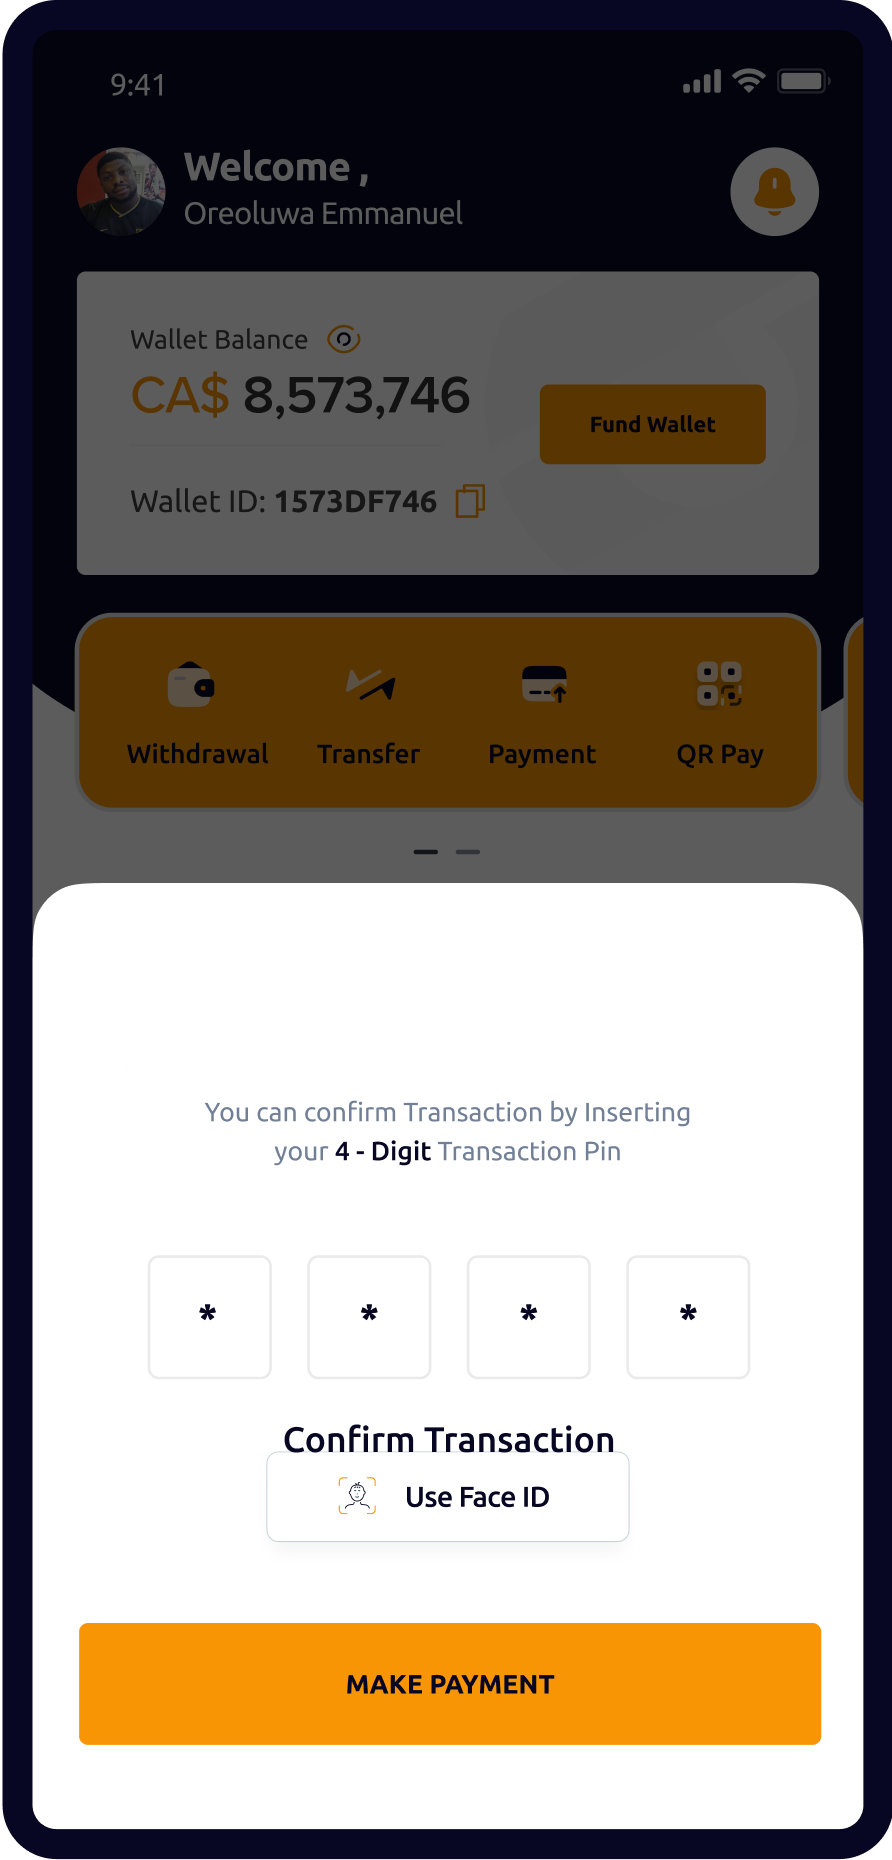 9:41
Welcome ,
Oreoluwa Emmanuel
Wallet Balance
CA$ 8,573,746
Fund Wallet
Wallet ID: 1573DF746
Withdrawal Transfer Payment QR Pay
You can confirm Transaction by Inserting
your 4 - Digit Transaction Pin
* * * *
Confirm Transaction
Use Face ID
MAKE PAYMENT